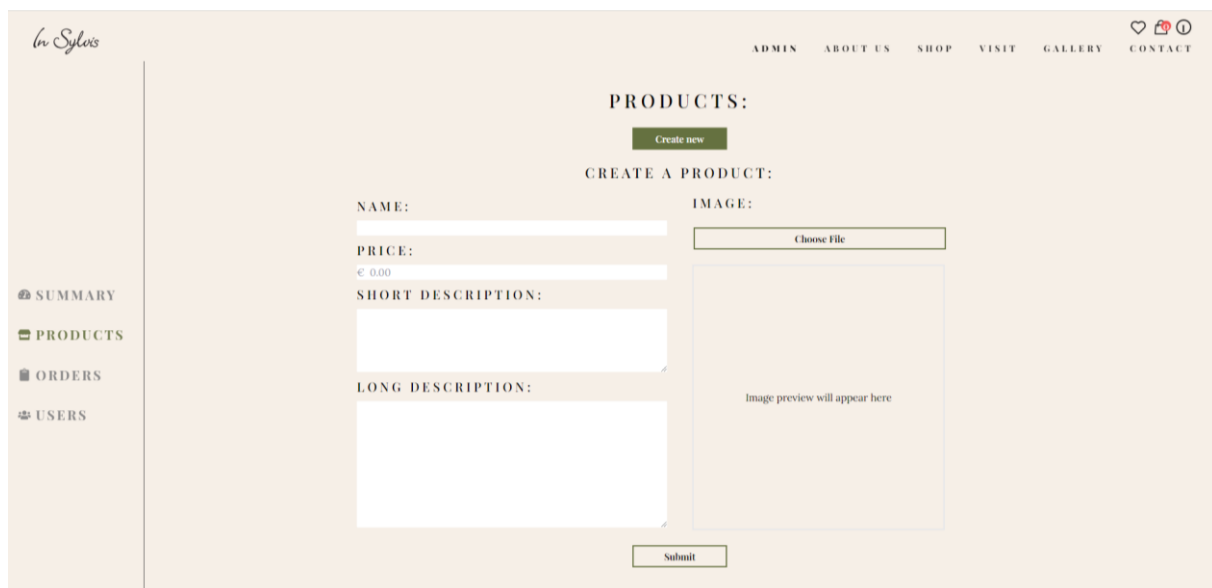 In Sylvis
ADMIN ABOUT US SHOP VISIT GALLERY CONTACT
PRODUCTS:
Create new
CREATE A PRODUCT:
NAME:
PRICE:
€ 0.00
SHORT DESCRIPTION:
LONG DESCRIPTION:
IMAGE:
Choose File
Image preview will appear here
Submit
SUMMARY
PRODUCTS
ORDERS
USERS